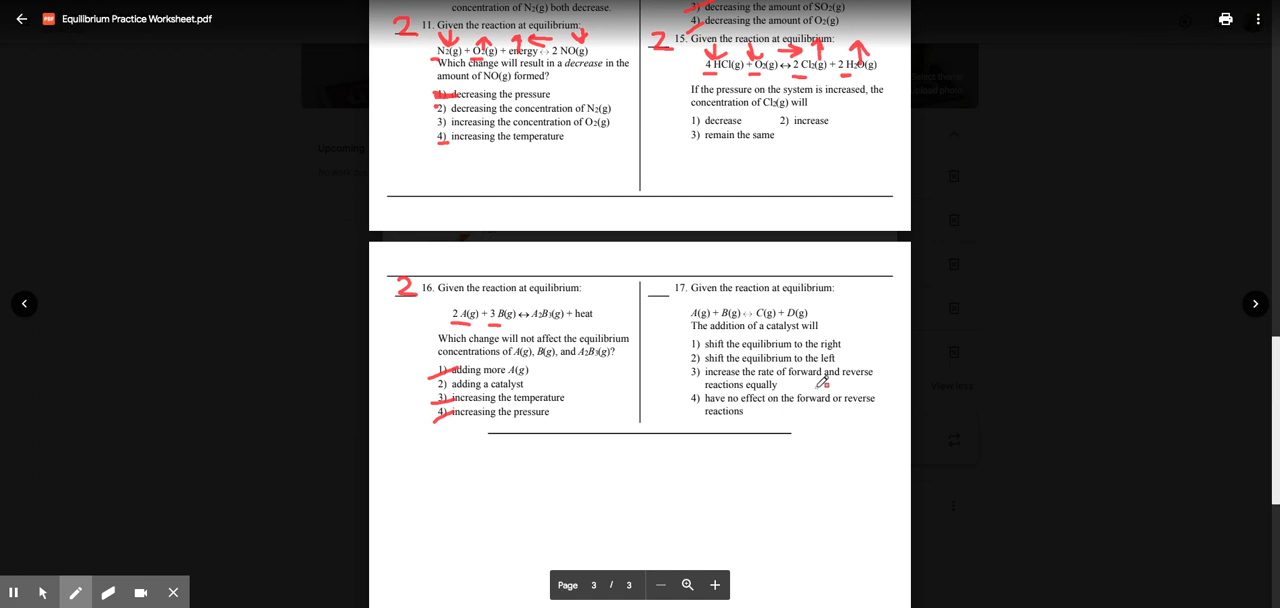 Equilibrium Practice Worksheet.pdf
concentration of N₂(g) both decrease.
2 11. Given the reaction at equilibrium:
N₂(g) + O₂(g) + energy ↔ 2 NO(g)
Which change will result in a decrease in the
amount of NO(g) formed?
1) decreasing the pressure
2) decreasing the concentration of N₂(g)
3) increasing the concentration of O₂(g)
4) increasing the temperature
3) decreasing the amount of SO₂(g)
4) decreasing the amount of O₂(g)
2 15. Given the reaction at equilibrium:
4 HCl(g) + O₂(g) ↔ 2 Cl₂(g) + 2 H₂O(g)
If the pressure on the system is increased, the
concentration of Cl₂(g) will
1) decrease 2) increase
3) remain the same
2 16. Given the reaction at equilibrium:
2 A(g) + 3 B(g) ↔ A₂B₃(g) + heat
Which change will not affect the equilibrium
concentrations of A(g), B(g), and A₂B₃(g)?
1) adding more A(g)
2) adding a catalyst
3) increasing the temperature
4) increasing the pressure
17. Given the reaction at equilibrium:
A(g) + B(g) ↔ C(g) + D(g)
The addition of a catalyst will
1) shift the equilibrium to the right
2) shift the equilibrium to the left
3) increase the rate of forward and reverse
reactions equally
4) have no effect on the forward or reverse
reactions
Upcoming
View less
Page 3 / 3